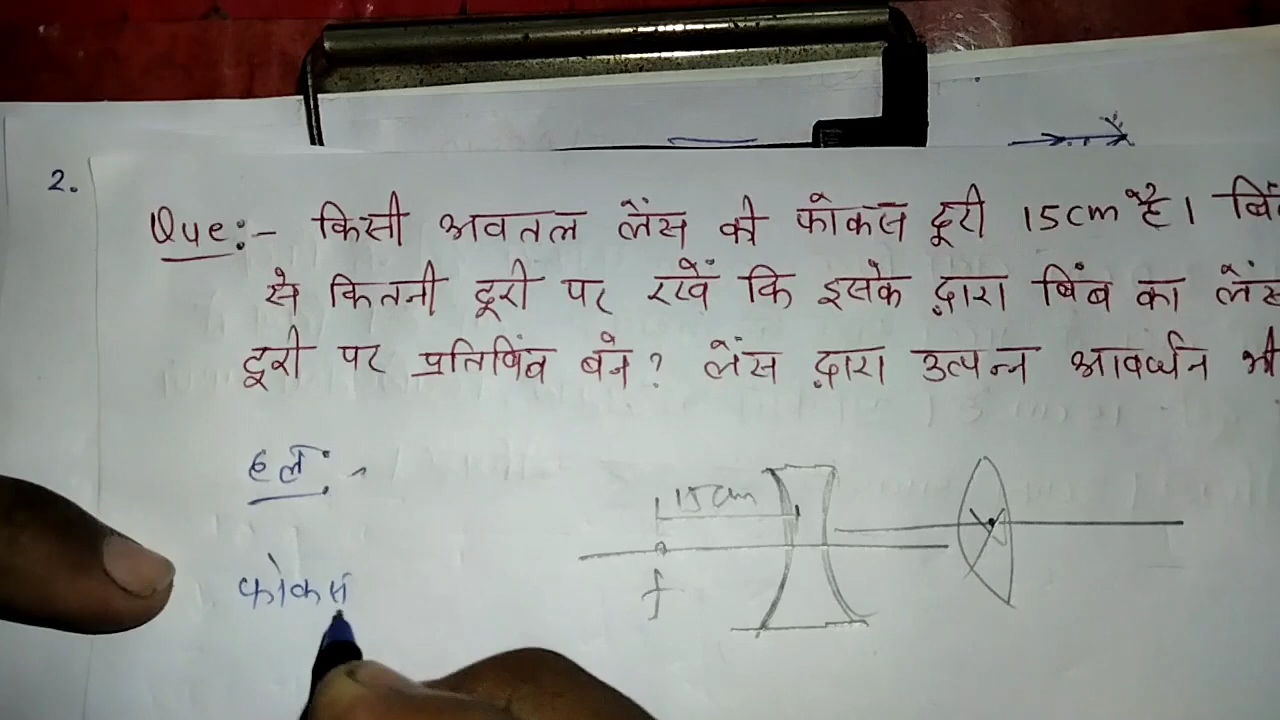 2.
Que:- किसी अवतल लेंस की फोकस दूरी 15cm है। बिं
से कितनी दूरी पर रखें कि इसके द्वारा बिंब का लेंस
दूरी पर प्रतिबिंब बने? लेंस द्वारा उत्पन्न आवर्धन भी
हल:-
15cm
f
फोकस